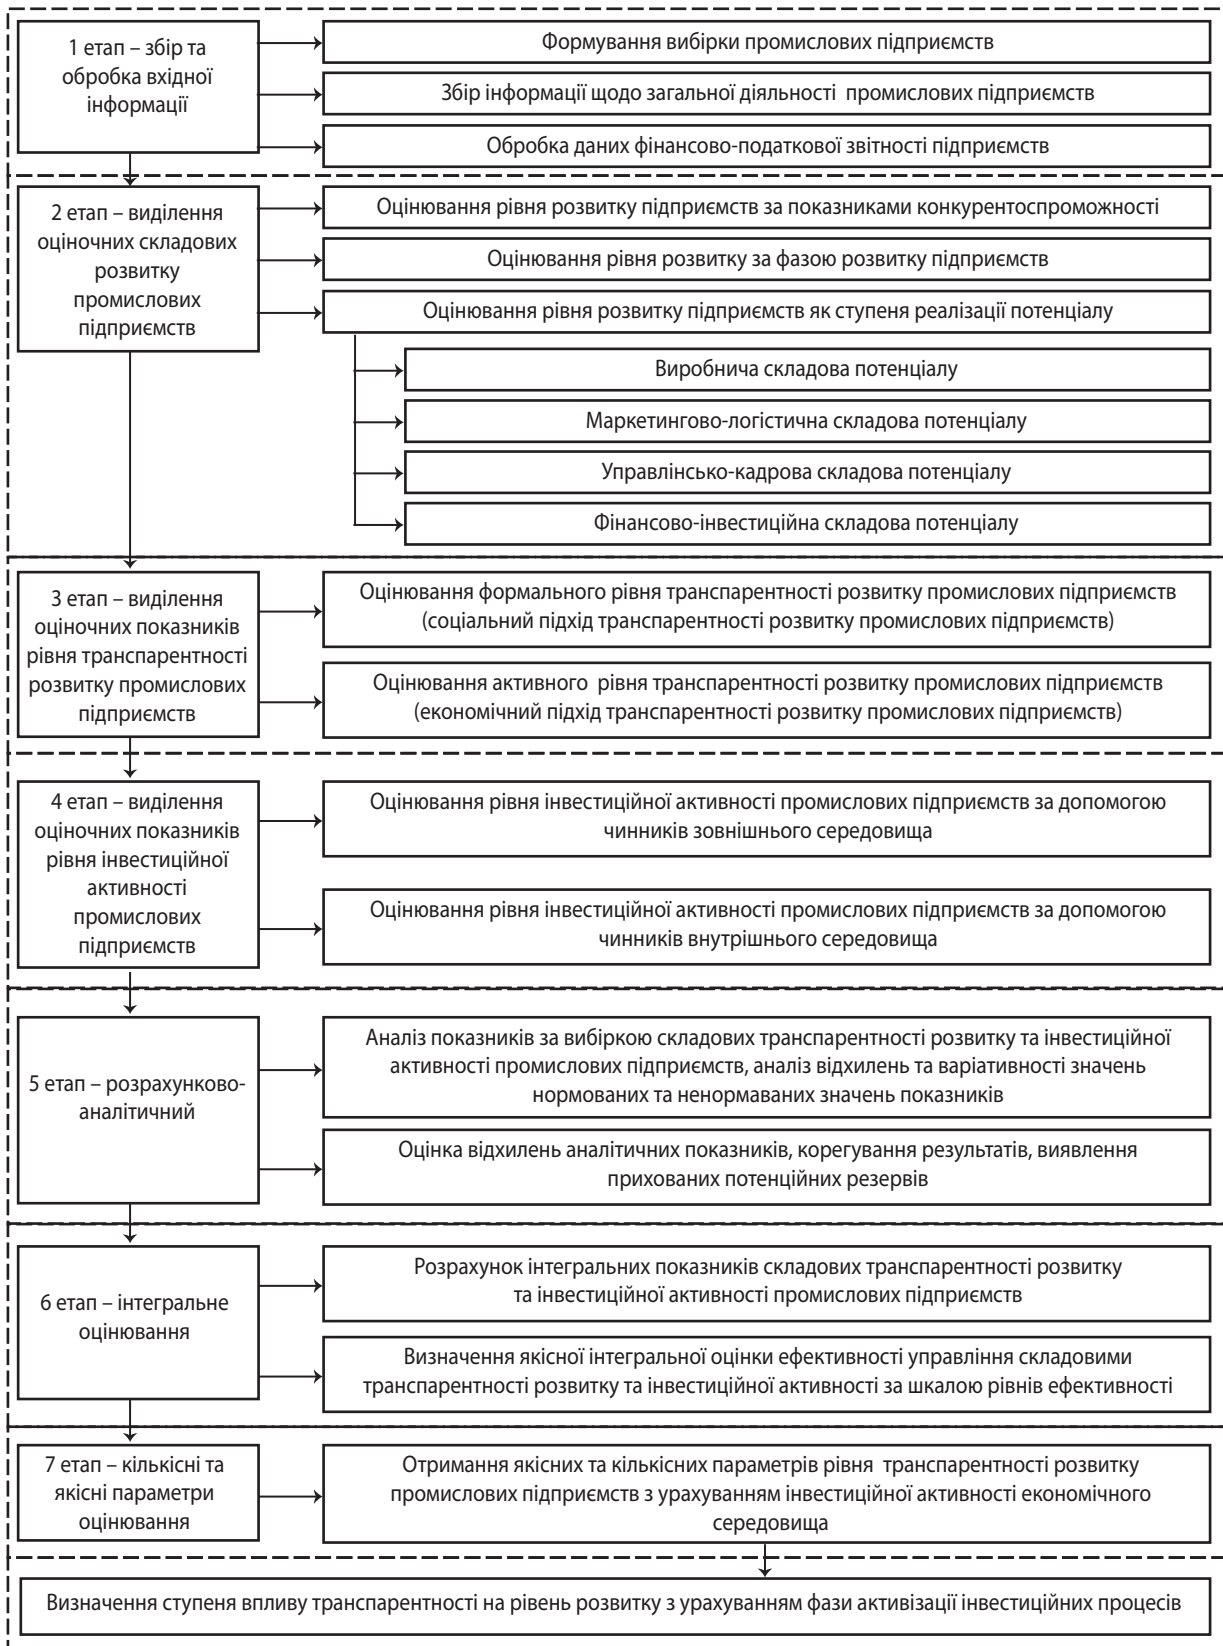 1 етап – збір та
обробка вхідної
інформації
Формування вибірки промислових підприємств
Збір інформації щодо загальної діяльності промислових підприємств
Обробка даних фінансово-податкової звітності підприємств
2 етап – виділення
оціночних складових
розвитку
промислових
підприємств
Оцінювання рівня розвитку підприємств за показниками конкурентоспроможності
Оцінювання рівня розвитку за фазою розвитку підприємств
Оцінювання рівня розвитку підприємств як ступеня реалізації потенціалу
Виробнича складова потенціалу
Маркетингово-логістична складова потенціалу
Управлінсько-кадрова складова потенціалу
Фінансово-інвестиційна складова потенціалу
3 етап – виділення
оціночних показників
рівня транспарентності
розвитку промислових
підприємств
Оцінювання формального рівня транспарентності розвитку промислових підприємств
(соціальний підхід транспарентності розвитку промислових підприємств)
Оцінювання активного рівня транспарентності розвитку промислових підприємств
(економічний підхід транспарентності розвитку промислових підприємств)
4 етап – виділення
оціночних показників
рівня інвестиційної
активності
промислових
підприємств
Оцінювання рівня інвестиційної активності промислових підприємств за допомогою
чинників зовнішнього середовища
Оцінювання рівня інвестиційної активності промислових підприємств за допомогою
чинників внутрішнього середовища
5 етап – розрахунково-
аналітичний
Аналіз показників за вибіркою складових транспарентності розвитку та інвестиційної
активності промислових підприємств, аналіз відхилень та варіативності значень
нормованих та ненормаваних значень показників
Оцінка відхилень аналітичних показників, корегування результатів, виявлення
прихованих потенційних резервів
6 етап – інтегральне
оцінювання
Розрахунок інтегральних показників складових транспарентності розвитку
та інвестиційної активності промислових підприємств
Визначення якісної інтегральної оцінки ефективності управління складовими
транспарентності розвитку та інвестиційної активності за шкалою рівнів ефективності
7 етап – кількісні та
якісні параметри
оцінювання
Отримання якісних та кількісних параметрів рівня транспарентності розвитку
промислових підприємств з урахуванням інвестиційної активності економічного
середовища
Визначення ступеня впливу транспарентності на рівень розвитку з урахуванням фази активізації інвестиційних процесів